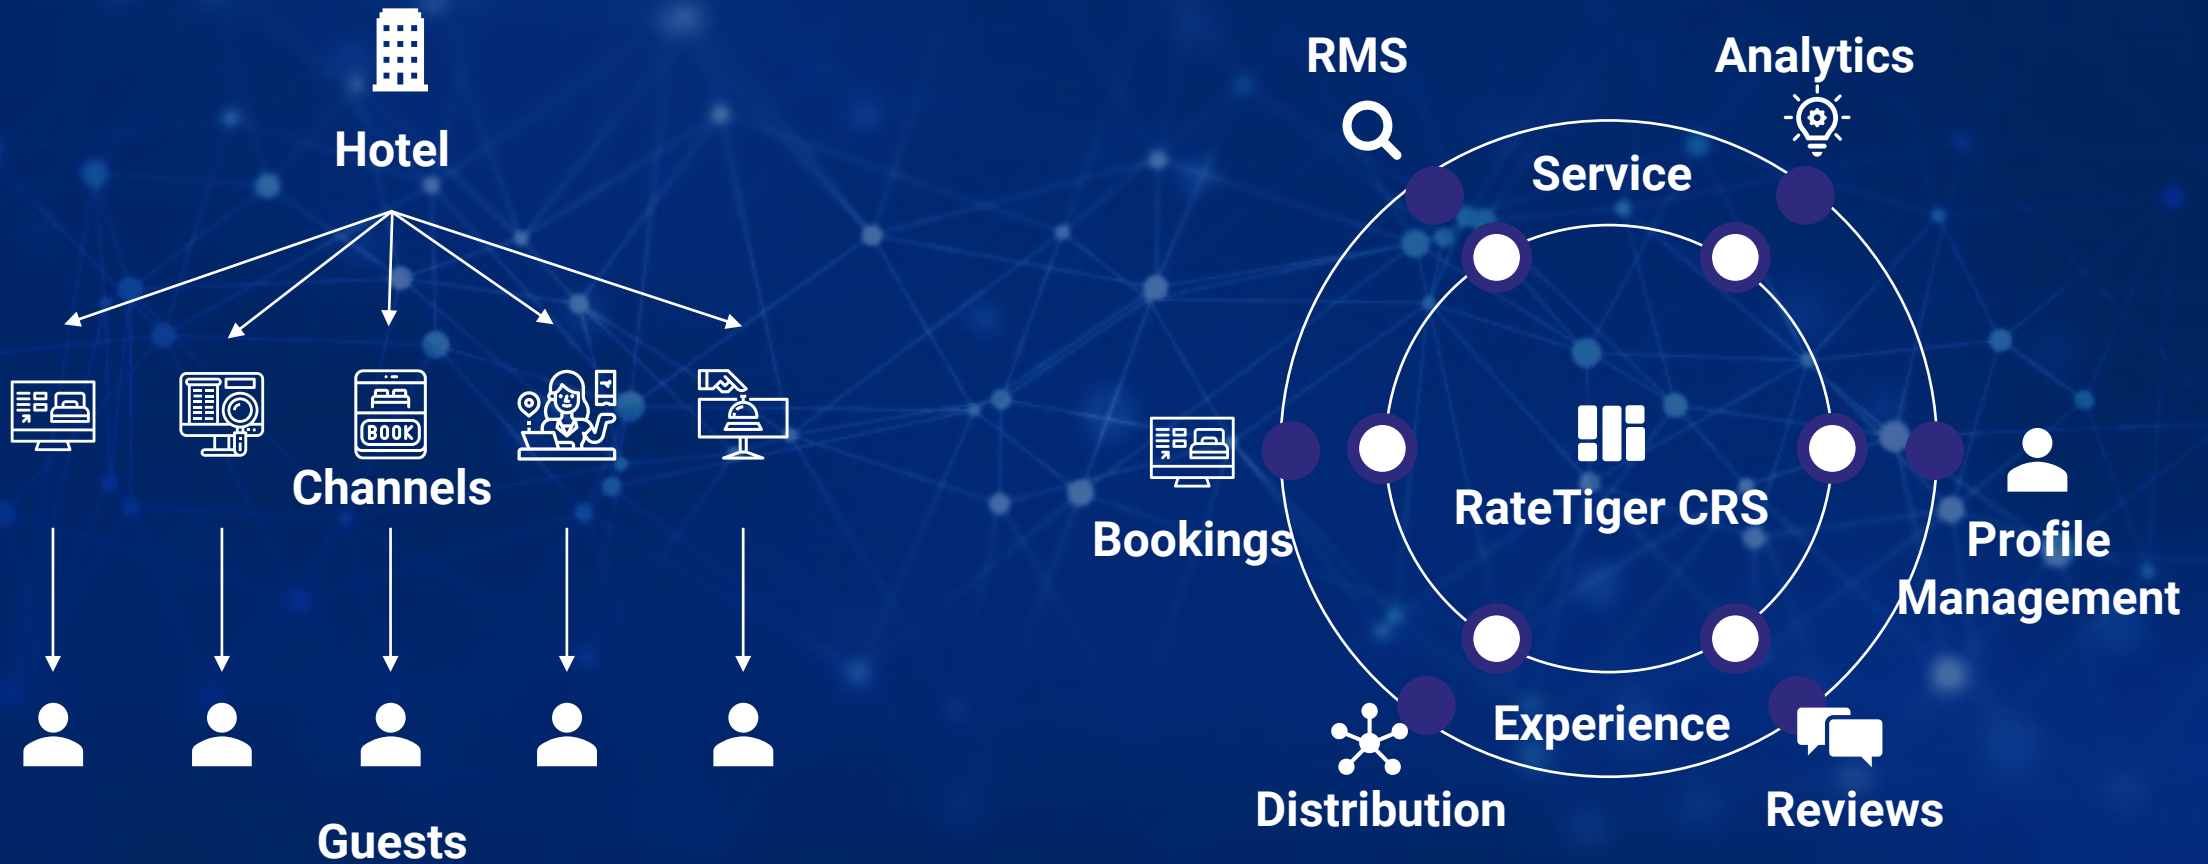 Hotel
BOOK
Channels
Guests
RMS
Analytics
Service
RateTiger CRS
Bookings
Profile
Management
Experience
Distribution
Reviews